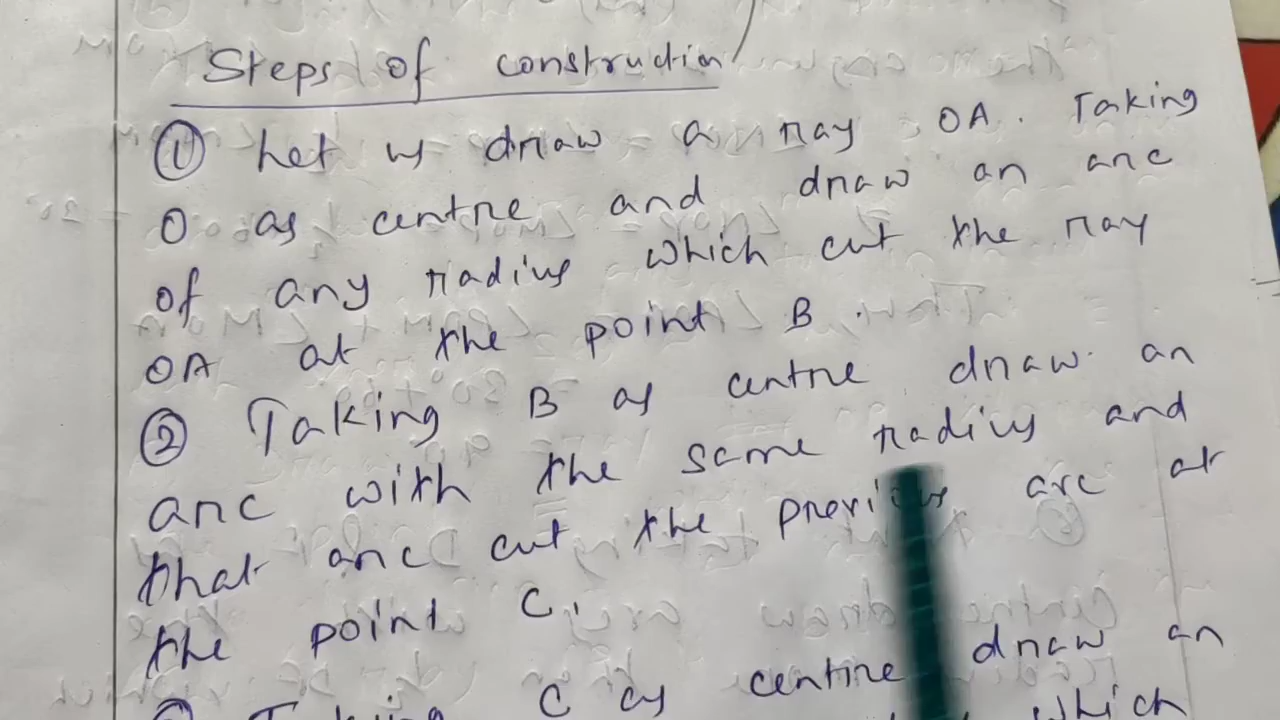 Steps of construction
① Let us draw a ray OA. Taking
O as centre and draw an arc
of any radius which cut the ray
OA at the point B.
② Taking B as centre draw an
arc with the same radius and
that arc cut the previous arc at
the point C.
Taking C as centre draw an
which